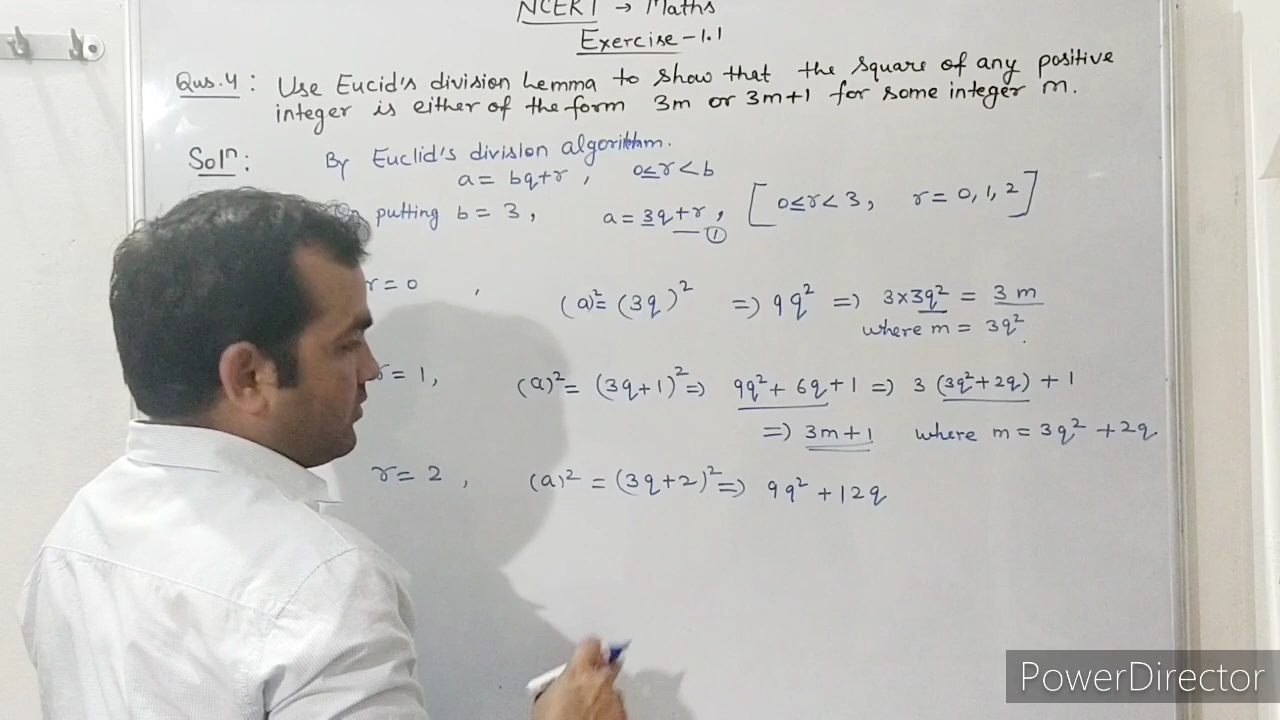 NCERT → Maths
Exercise - 1.1
Qus.4 : Use Eucid's division Lemma to show that the square of any positive
integer is either of the form 3m or 3m+1 for some integer m.
Solⁿ : By Euclid's division algorithm.
a = bq+r , 0≤r<b
putting b = 3, a = 3q+r, ① [0≤r<3, r = 0, 1, 2]
r = 0 , (a)² = (3q)² => 9q² => 3×3q² = 3m
where m = 3q².
r = 1, (a)² = (3q+1)² => 9q² + 6q + 1 => 3 (3q²+2q) + 1
=> 3m+1 where m = 3q² + 2q
r = 2 , (a)² = (3q+2)² => 9q² + 12q
PowerDirector